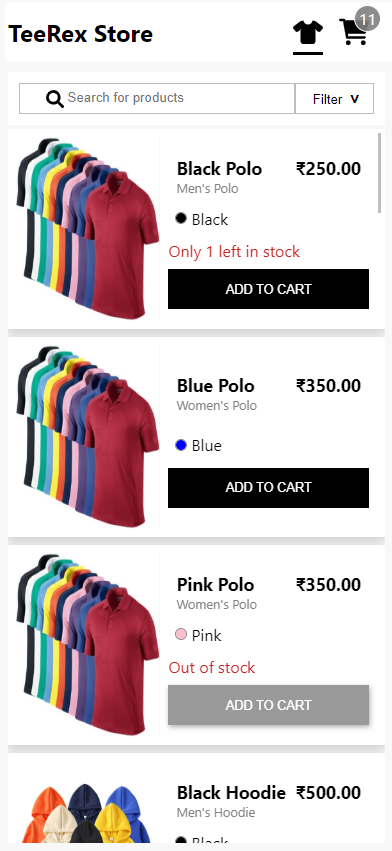 TeeRex Store
11
Search for products
Filter
Black Polo ₹250.00
Men's Polo
Black
Only 1 left in stock
ADD TO CART
Blue Polo ₹350.00
Women's Polo
Blue
ADD TO CART
Pink Polo ₹350.00
Women's Polo
Pink
Out of stock
ADD TO CART
Black Hoodie ₹500.00
Men's Hoodie
Black